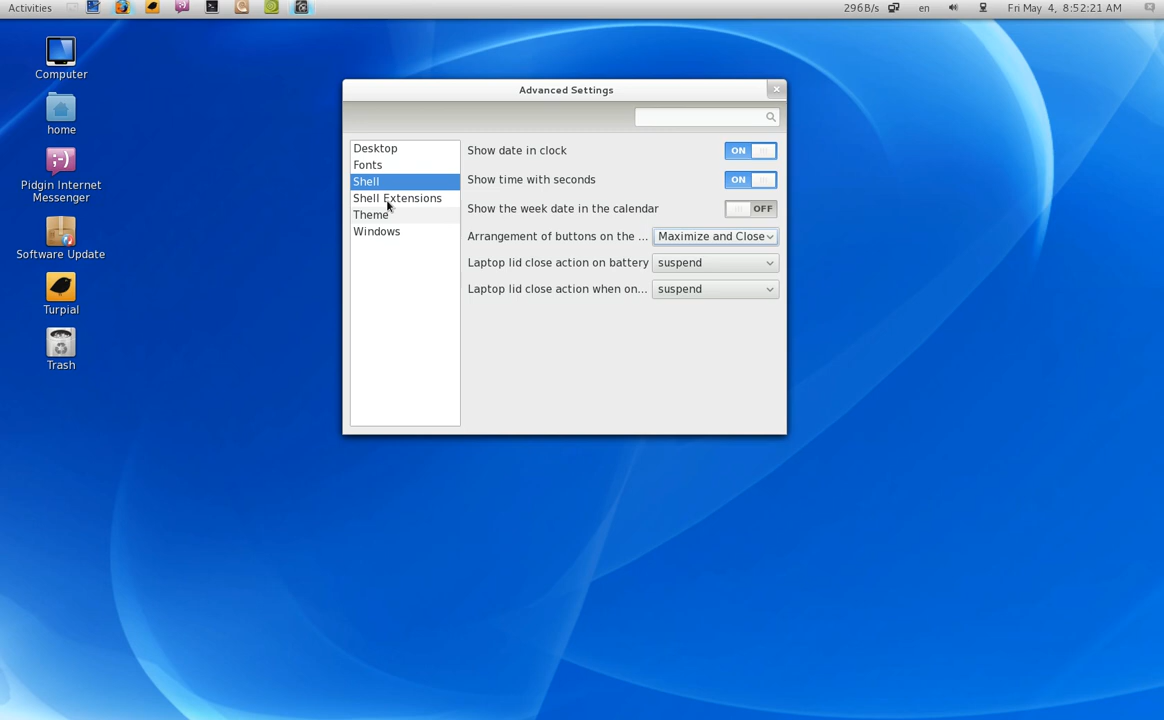 Activities
296B/s
en
Fri May 4, 8:52:21 AM
Computer
home
Pidgin Internet
Messenger
Software Update
Turpial
Trash
Advanced Settings
Desktop
Fonts
Shell
Shell Extensions
Theme
Windows
Show date in clock
ON
Show time with seconds
ON
Show the week date in the calendar
OFF
Arrangement of buttons on the ...
Maximize and Close
Laptop lid close action on battery
suspend
Laptop lid close action when on...
suspend